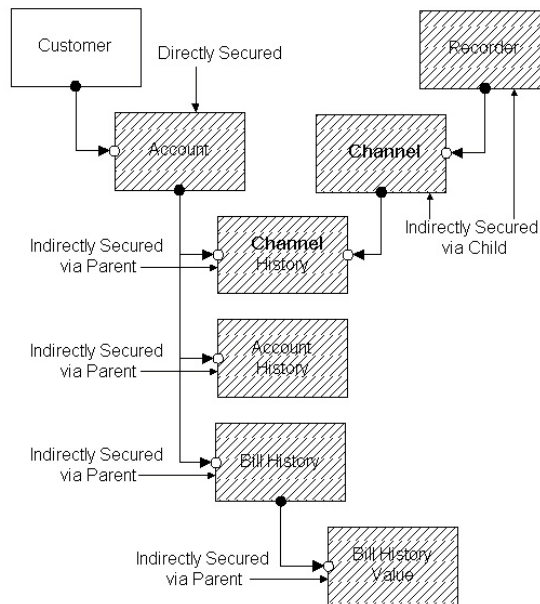 Customer
Directly Secured
Recorder
Account
Channel
Indirectly Secured
via Child
Indirectly Secured
via Parent
Channel
History
Indirectly Secured
via Parent
Account
History
Indirectly Secured
via Parent
Bill History
Indirectly Secured
via Parent
Bill History
Value